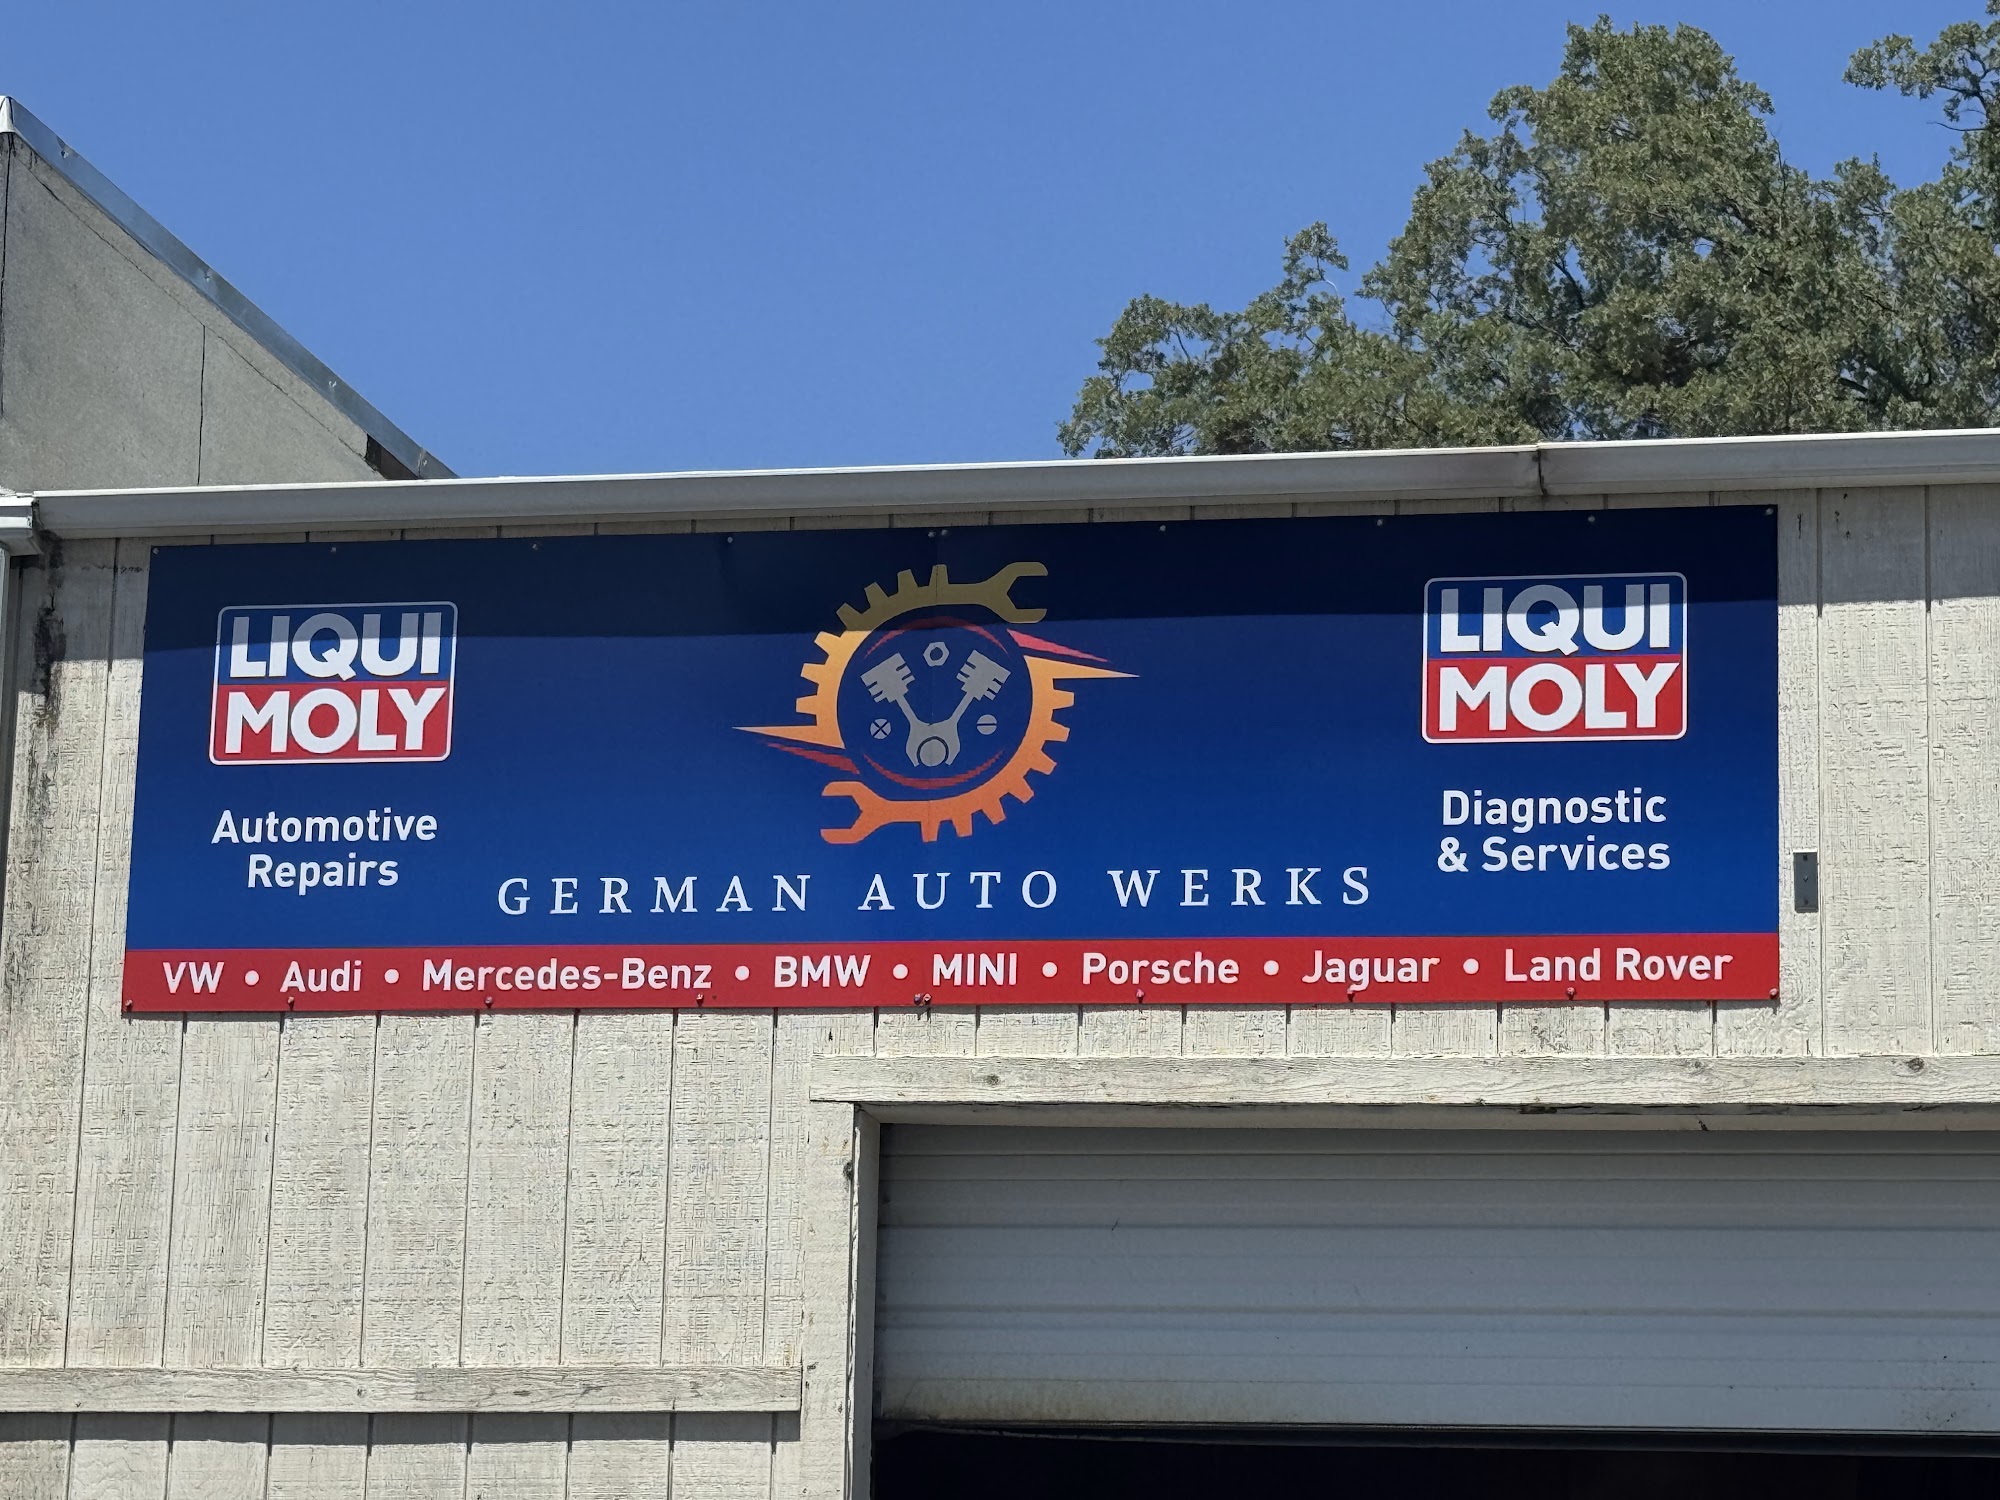 LIQUI
MOLY
Automotive
Repairs
GERMAN AUTO WERKS
LIQUI
MOLY
Diagnostic
& Services
VW • Audi • Mercedes-Benz • BMW • MINI • Porsche • Jaguar • Land Rover